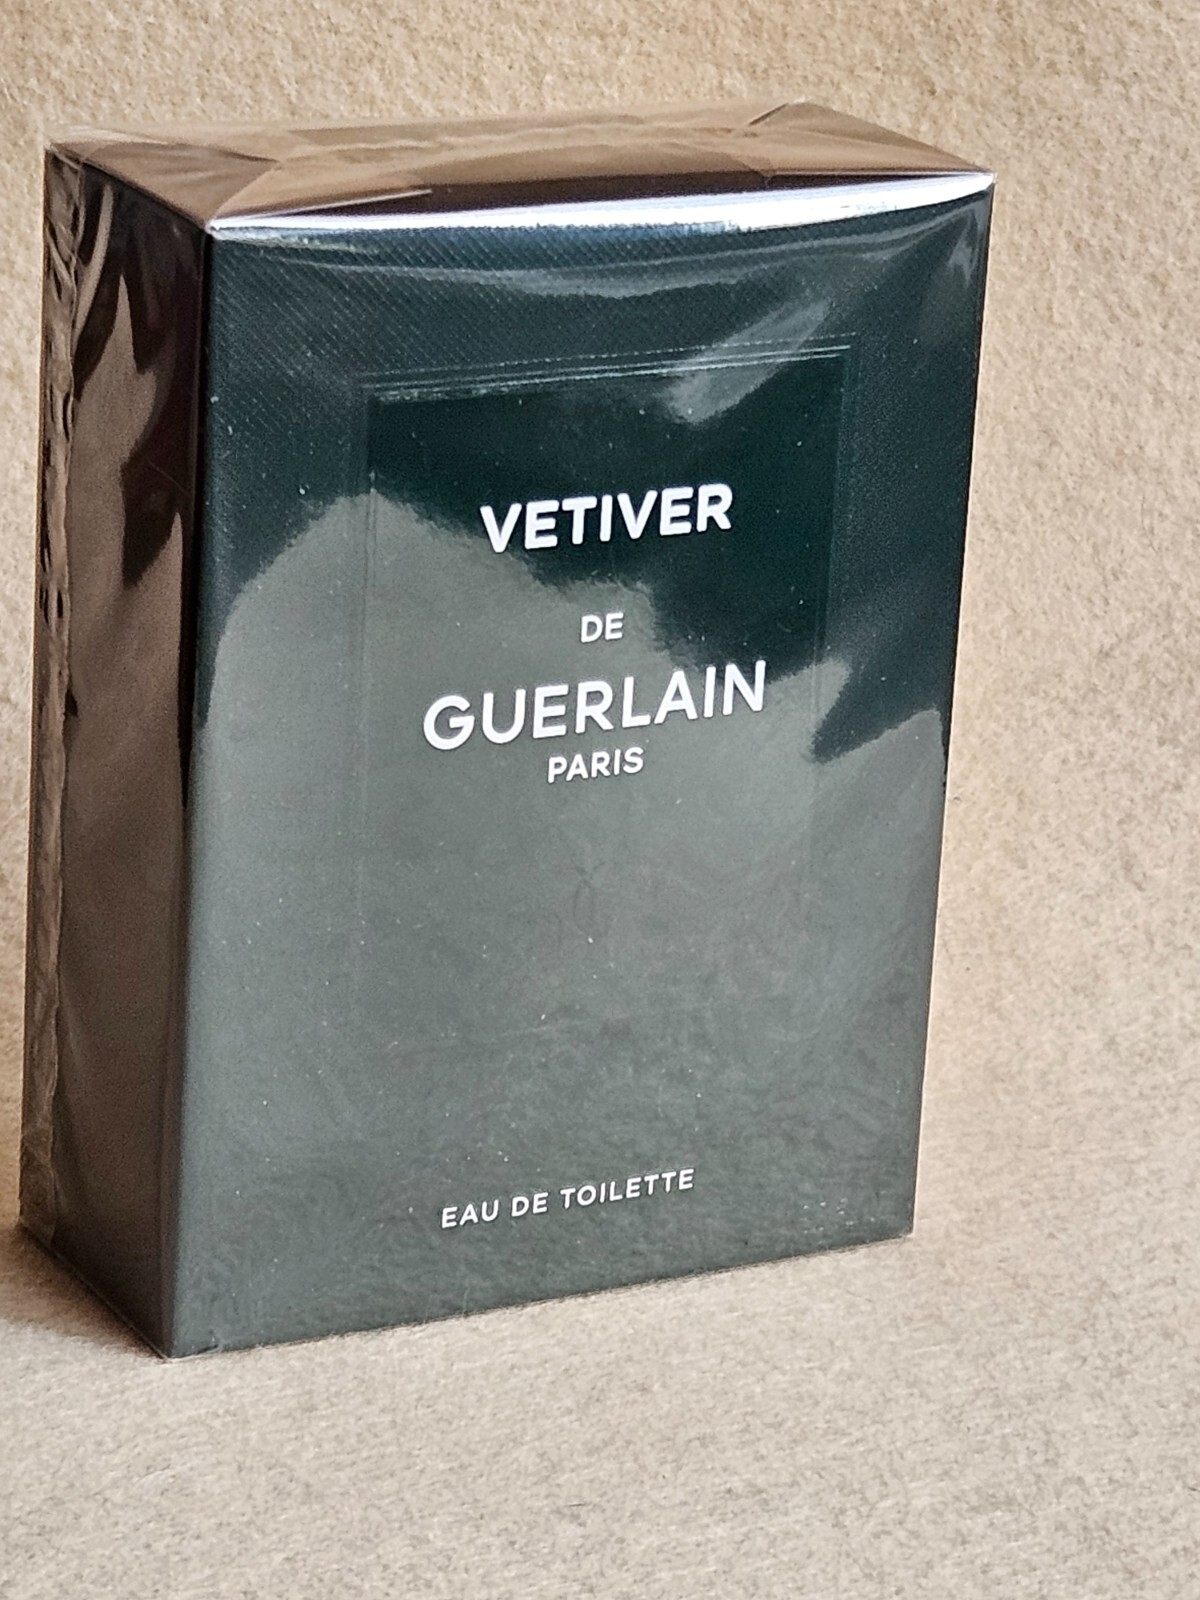 VETIVER
DE
GUERLAIN
PARIS
EAU DE TOILETTE